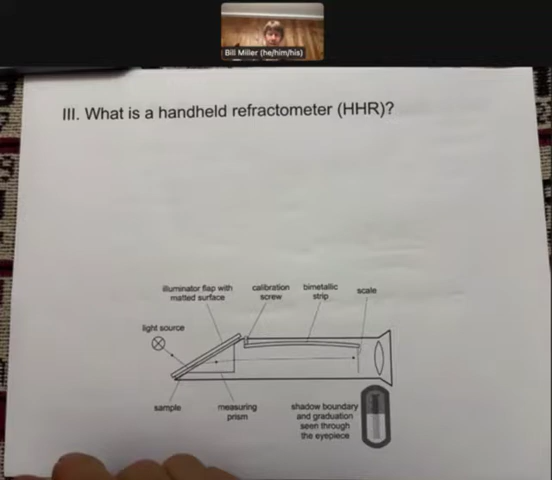 Bill Miller (he/him/his)
III. What is a handheld refractometer (HHR)?
illuminator flap with
matted surface
calibration
screw
bimetallic
strip
scale
light source
sample
measuring
prism
shadow boundary
and graduation
seen through
the eyepiece